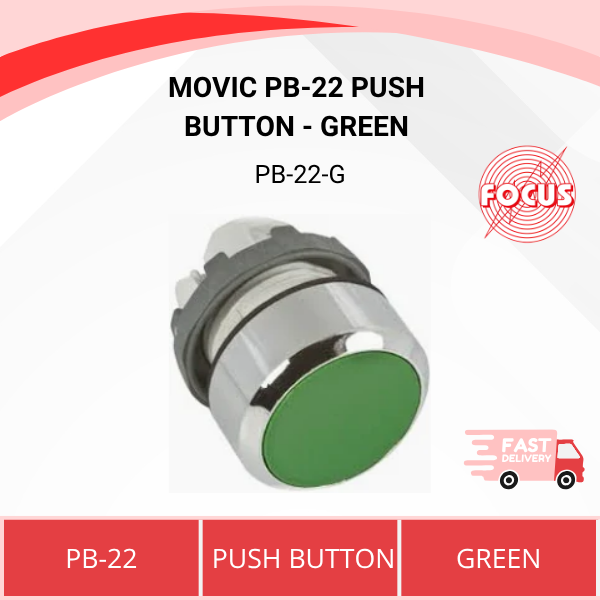 MOVIC PB-22 PUSH
BUTTON - GREEN
PB-22-G
FOCUS
FAST
DELIVERY
PB-22
PUSH BUTTON
GREEN